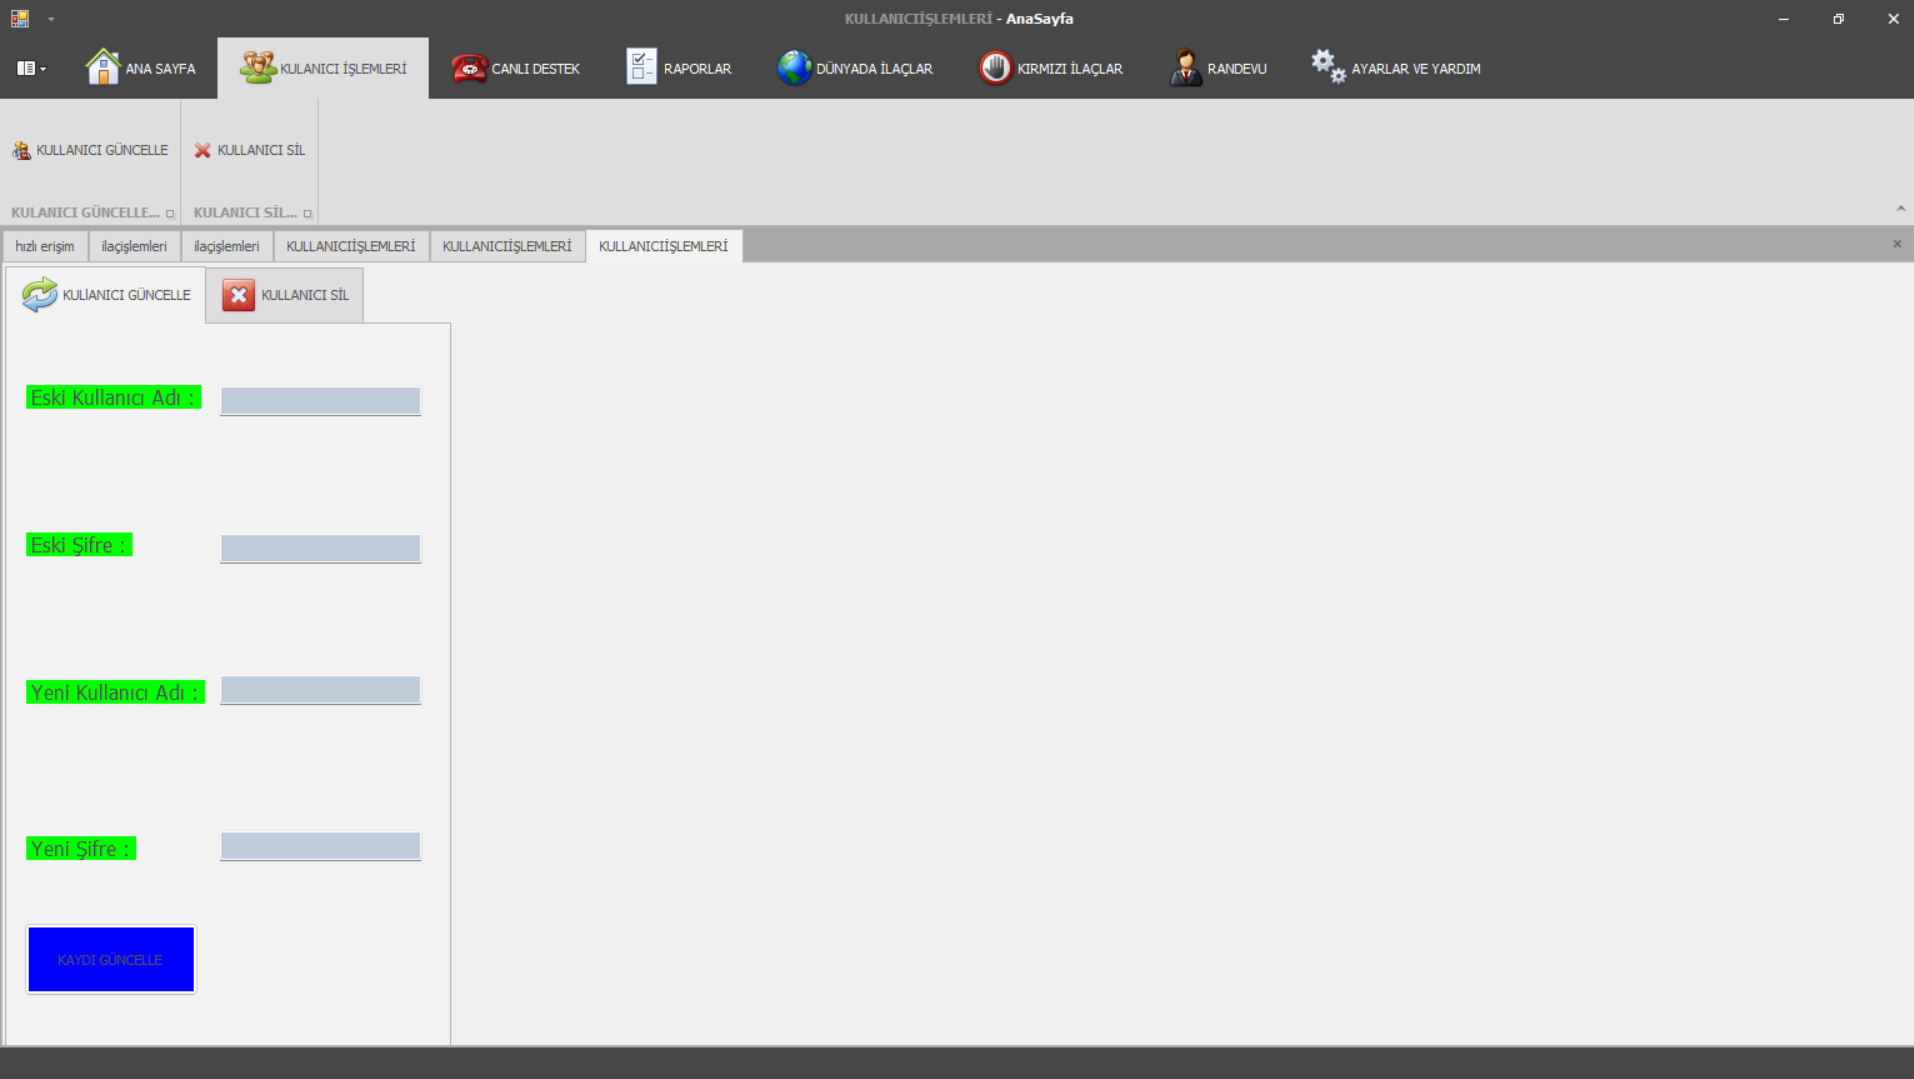 KULLANICIİŞLEMLERİ - AnaSayfa
ANA SAYFA
KULANICI İŞLEMLERİ
CANLI DESTEK
RAPORLAR
DÜNYADA İLAÇLAR
KIRMIZI İLAÇLAR
RANDEVU
AYARLAR VE YARDIM
KULLANICI GÜNCELLE
KULLANICI SİL
KULANICI GÜNCELLE...
KULANICI SİL...
hızlı erişim
ilaçişlemleri
ilaçişlemleri
KULLANICIİŞLEMLERİ
KULLANICIİŞLEMLERİ
KULLANICIİŞLEMLERİ
KULİANICI GÜNCELLE
KULLANICI SİL
Eski Kullanıcı Adı :
Eski Şifre :
Yeni Kullanıcı Adı :
Yeni Şifre :
KAYDI GÜNCELLE